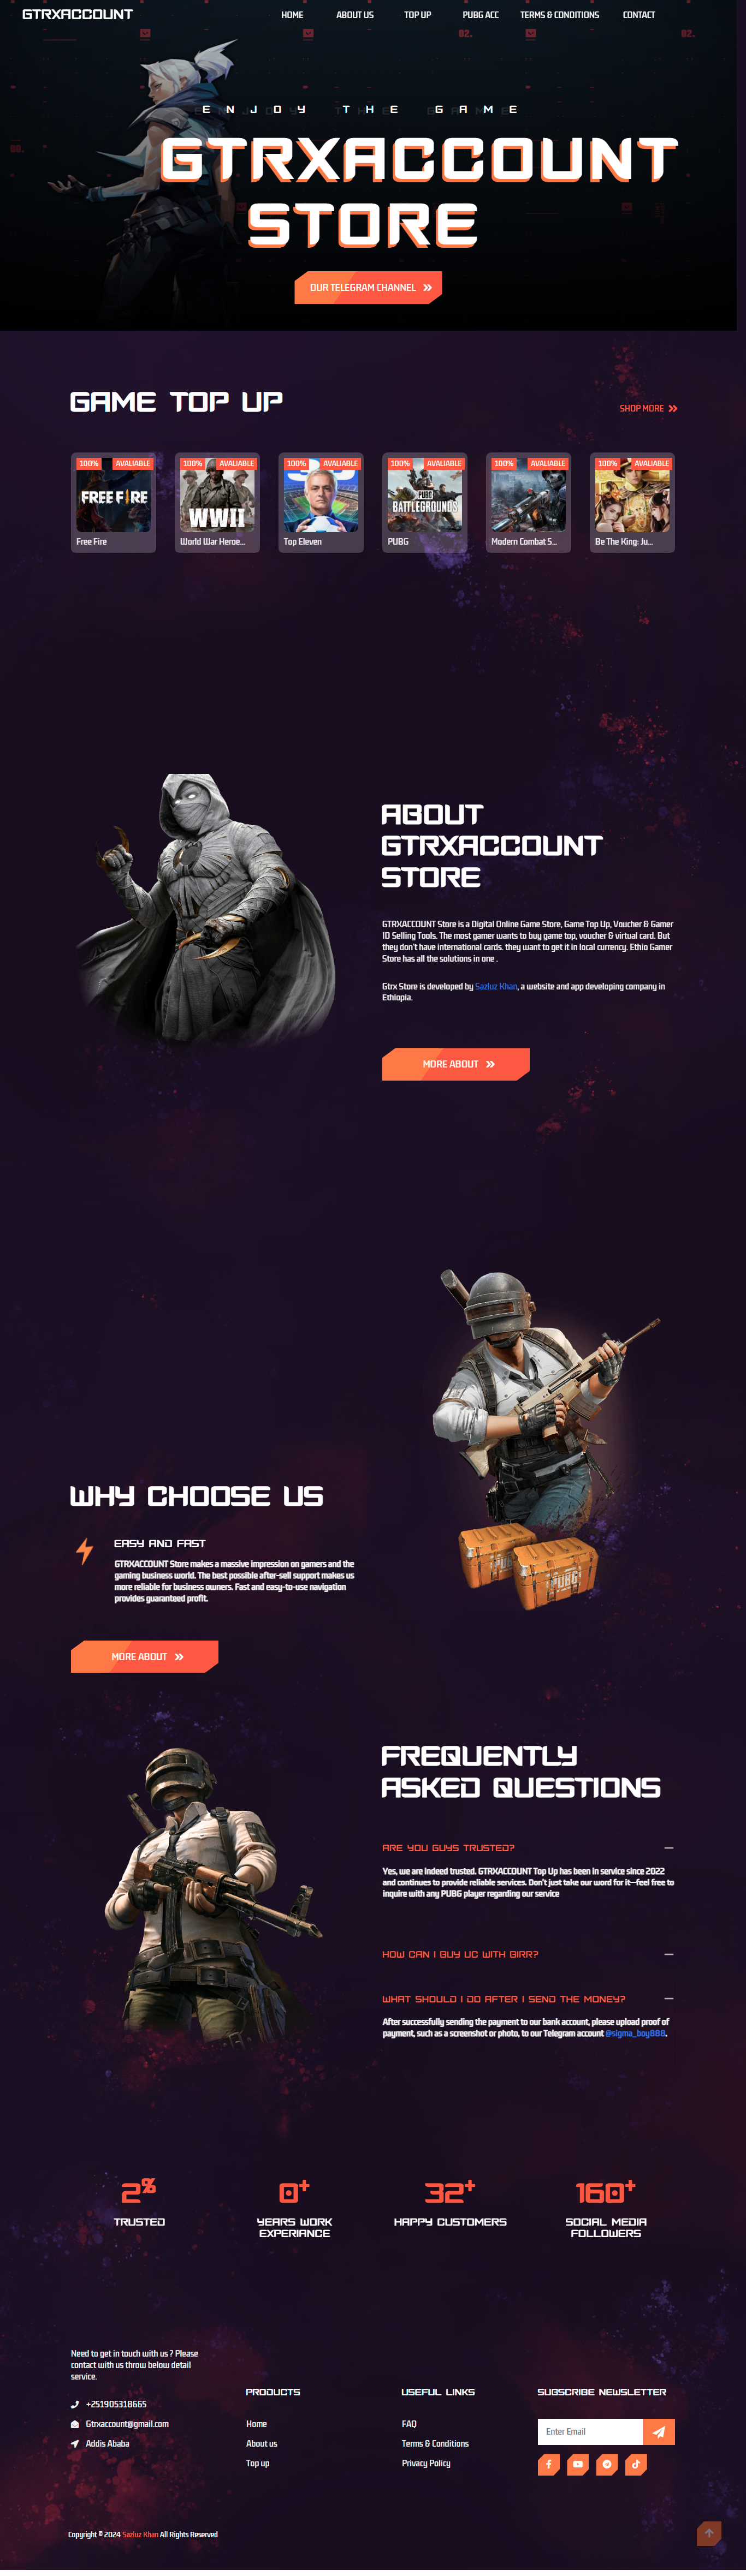 GTRXACCOUNT
HOME ABOUT US TOP UP PUBG ACC TERMS & CONDITIONS CONTACT
ENJOY THE GAME
GTRXACCOUNT
STORE
OUR TELEGRAM CHANNEL
GAME TOP UP
SHOP MORE
100% AVALIABLE
FREE FIRE
Free Fire
100% AVALIABLE
WWII
World War Heroe...
100% AVALIABLE
Top Eleven
100% AVALIABLE
PUBG
BATTLEGROUNDS
PUBG
100% AVALIABLE
Modern Combat 5...
100% AVALIABLE
Be The King: Ju...
ABOUT
GTRXACCOUNT
STORE
GTRXACCOUNT Store is a Digital Online Game Store, Game Top Up, Voucher & Gamer
ID Selling Tools. The most gamer wants to buy game top, voucher & virtual card. But
they don't have international cards. they want to get it in local currency. Ethio Gamer
Store has all the solutions in one .
Gtrx Store is developed by Sazluz Khan, a website and app developing company in
Ethiopia.
MORE ABOUT
WHY CHOOSE US
EASY AND FAST
GTRXACCOUNT Store makes a massive impression on gamers and the
gaming business world. The best possible after-sell support makes us
more reliable for business owners. Fast and easy-to-use navigation
provides guaranteed profit.
PUBG
PUBG
MORE ABOUT
FREQUENTLY
ASKED QUESTIONS
ARE YOU GUYS TRUSTED?
Yes, we are indeed trusted. GTRXACCOUNT Top Up has been in service since 2022
and continues to provide reliable services. Don't just take our word for it—feel free to
inquire with any PUBG player regarding our service
HOW CAN I BUY UC WITH BIRR?
WHAT SHOULD I DO AFTER I SEND THE MONEY?
After successfully sending the payment to our bank account, please upload proof of
payment, such as a screenshot or photo, to our Telegram account @sigma_boy888.
2%
TRUSTED
0+
YEARS WORK
EXPERIANCE
32+
HAPPY CUSTOMERS
160+
SOCIAL MEDIA
FOLLOWERS
Need to get in touch with us ? Please
contact with us throw below detail
service.
+251905318665
Gtrxaccount@gmail.com
Addis Ababa
PRODUCTS
Home
About us
Top up
USEFUL LINKS
FAQ
Terms & Conditions
Privacy Policy
SUBSCRIBE NEWSLETTER
Enter Email
Copyright © 2024 Sazluz Khan All Rights Reserved